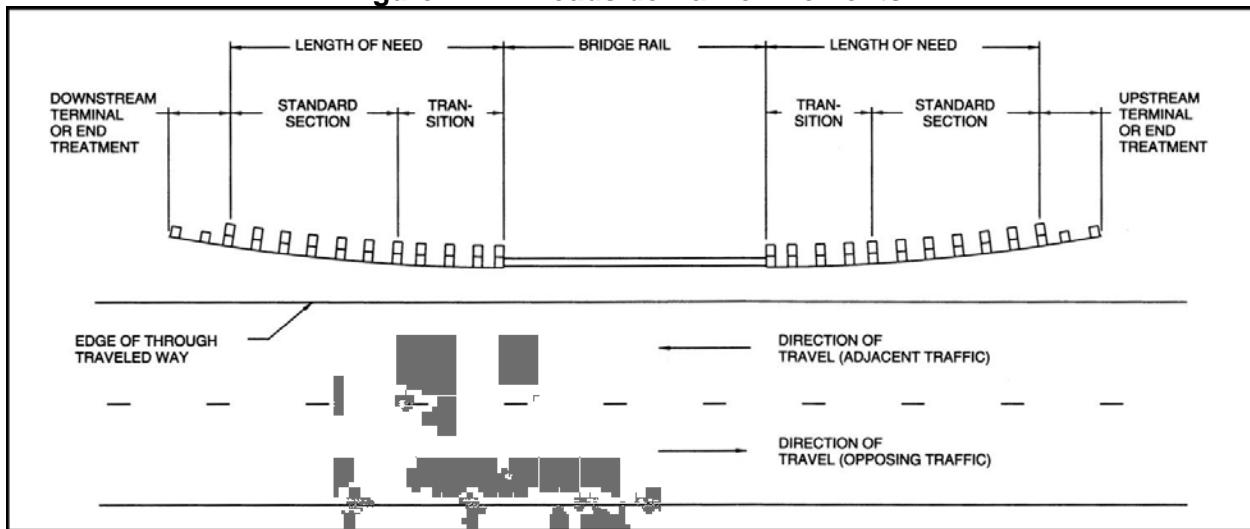 LENGTH OF NEED
BRIDGE RAIL
LENGTH OF NEED
DOWNSTREAM
TERMINAL
OR END
TREATMENT
STANDARD
SECTION
TRAN-
SITION
TRAN-
SITION
STANDARD
SECTION
UPSTREAM
TERMINAL
OR END
TREATMENT
EDGE OF THROUGH
TRAVELED WAY
DIRECTION OF
TRAVEL (ADJACENT TRAFFIC)
DIRECTION OF
TRAVEL (OPPOSING TRAFFIC)